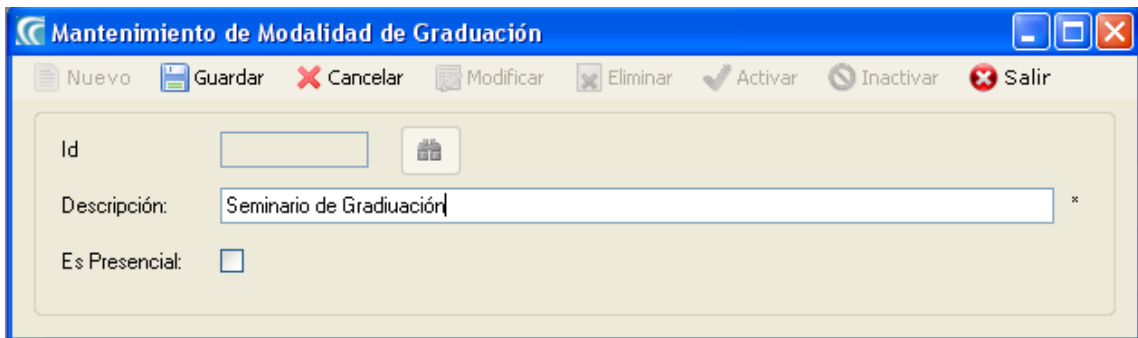 Mantenimiento de Modalidad de Graduación
Nuevo Guardar Cancelar Modificar Eliminar Activar Inactivar Salir
Id
Descripción: Seminario de Gradiuación *
Es Presencial: